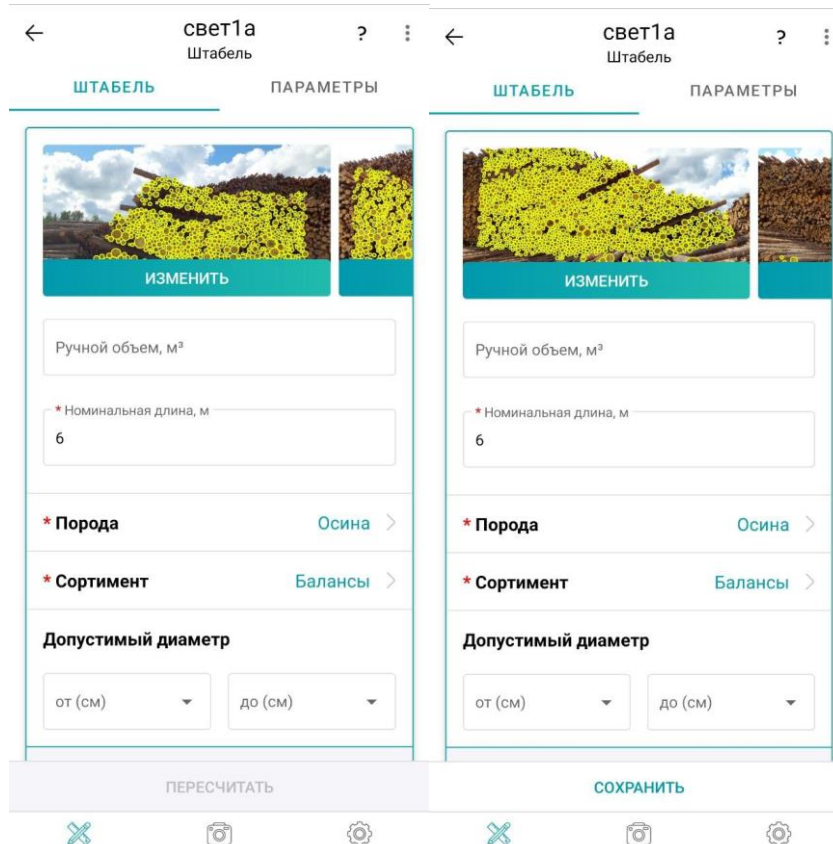 свет1а
?
Штабель
ШТАБЕЛЬ
ПАРАМЕТРЫ
ИЗМЕНИТЬ
Ручной объем, м³
* Номинальная длина, м
6
* Порода
Осина
* Сортимент
Балансы
Допустимый диаметр
от (см)
до (см)
ПЕРЕСЧИТАТЬ
свет1а
?
Штабель
ШТАБЕЛЬ
ПАРАМЕТРЫ
ИЗМЕНИТЬ
Ручной объем, м³
* Номинальная длина, м
6
* Порода
Осина
* Сортимент
Балансы
Допустимый диаметр
от (см)
до (см)
СОХРАНИТЬ